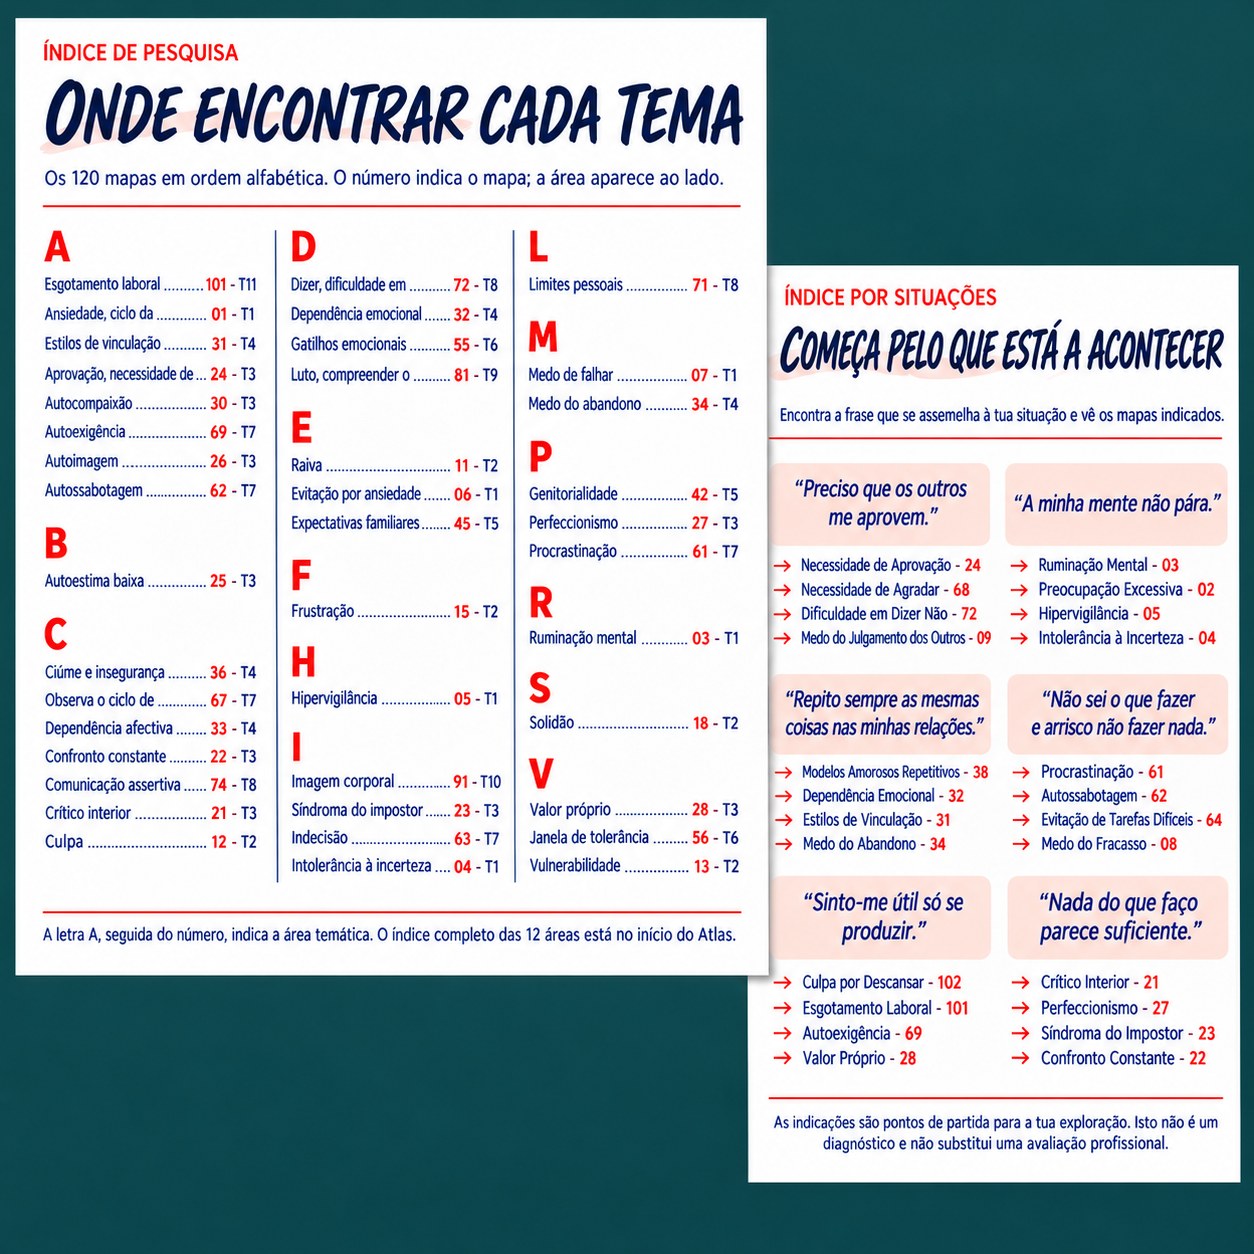 ÍNDICE DE PESQUISA
ONDE ENCONTRAR CADA TEMA
Os 120 mapas em ordem alfabética. O número indica o mapa; a área aparece ao lado.
A
Esgotamento laboral ......... 101 - T11
Ansiedade, ciclo da ............ 01 - T1
Estilos de vinculação ........... 31 - T4
Aprovação, necessidade de ... 24 - T3
Autocompaixão .................. 30 - T3
Autoexigência ................... 69 - T7
Autoimagem .................... 26 - T3
Autossabotagem .............. 62 - T7
B
Autoestima baixa .............. 25 - T3
C
Ciúme e insegurança ......... 36 - T4
Observa o ciclo de ............ 67 - T7
Dependência afectiva ....... 33 - T4
Confronto constante ......... 22 - T3
Comunicação assertiva ...... 74 - T8
Crítico interior ................. 21 - T3
Culpa ............................. 12 - T2
D
Dizer, dificuldade em .......... 72 - T8
Dependência emocional ...... 32 - T4
Gatilhos emocionais ........... 55 - T6
Luto, compreender o ......... 81 - T9
E
Raiva ............................... 11 - T2
Evitação por ansiedade ...... 06 - T1
Expectativas familiares ....... 45 - T5
F
Frustração ....................... 15 - T2
H
Hipervigilância .................. 05 - T1
I
Imagem corporal ............. 91 - T10
Síndroma do impostor ...... 23 - T3
Indecisão ......................... 63 - T7
Intolerância à incerteza .... 04 - T1
L
Limites pessoais ................ 71 - T8
M
Medo de falhar ................. 07 - T1
Medo do abandono .......... 34 - T4
P
Genitorialidade ................ 42 - T5
Perfeccionismo ................ 27 - T3
Procrastinação ................. 61 - T7
R
Ruminação mental ........... 03 - T1
S
Solidão ............................ 18 - T2
V
Valor próprio ................... 28 - T3
Janela de tolerância ......... 56 - T6
Vulnerabilidade ................ 13 - T2
A letra A, seguida do número, indica a área temática. O índice completo das 12 áreas está no início do Atlas.
ÍNDICE POR SITUAÇÕES
COMEÇA PELO QUE ESTÁ A ACONTECER
Encontra a frase que se assemelha à tua situação e vê os mapas indicados.
“Preciso que os outros
me aprovem.”
→ Necessidade de Aprovação - 24
→ Necessidade de Agradar - 68
→ Dificuldade em Dizer Não - 72
→ Medo do Julgamento dos Outros - 09
“A minha mente não pára.”
→ Ruminação Mental - 03
→ Preocupação Excessiva - 02
→ Hipervigilância - 05
→ Intolerância à Incerteza - 04
“Repito sempre as mesmas
coisas nas minhas relações.”
→ Modelos Amorosos Repetitivos - 38
→ Dependência Emocional - 32
→ Estilos de Vinculação - 31
→ Medo do Abandono - 34
“Não sei o que fazer
e arrisco não fazer nada.”
→ Procrastinação - 61
→ Autossabotagem - 62
→ Evitação de Tarefas Difíceis - 64
→ Medo do Fracasso - 08
“Sinto-me útil só se
produzir.”
→ Culpa por Descansar - 102
→ Esgotamento Laboral - 101
→ Autoexigência - 69
→ Valor Próprio - 28
“Nada do que faço
parece suficiente.”
→ Crítico Interior - 21
→ Perfeccionismo - 27
→ Síndroma do Impostor - 23
→ Confronto Constante - 22
As indicações são pontos de partida para a tua exploração. Isto não é um
diagnóstico e não substitui uma avaliação profissional.